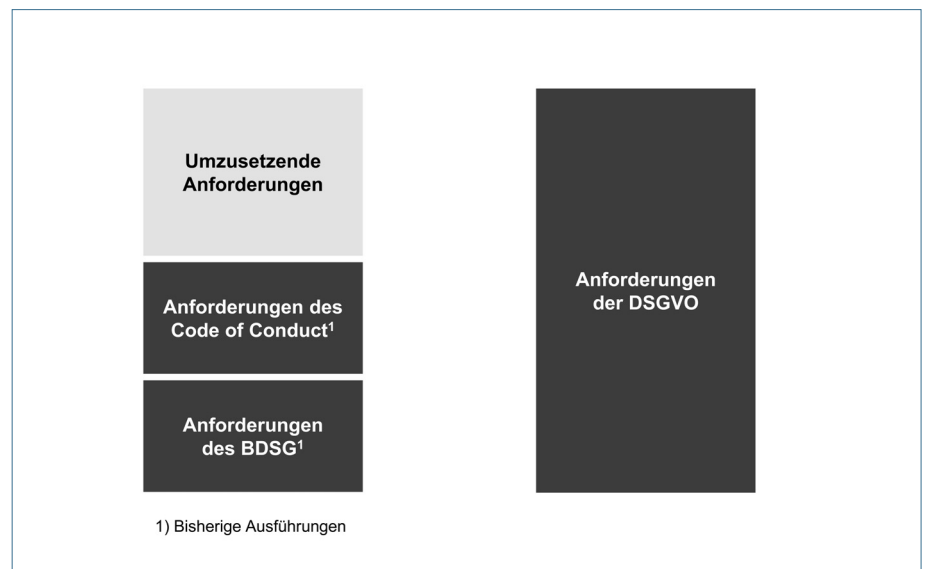 Umzusetzende
Anforderungen
Anforderungen des
Code of Conduct¹
Anforderungen
des BDSG¹
1) Bisherige Ausführungen
Anforderungen
der DSGVO